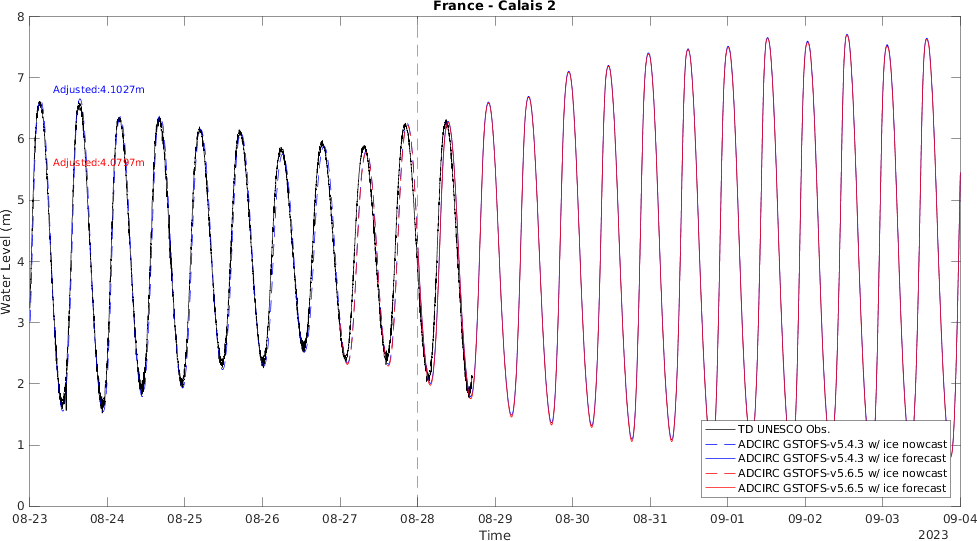 France - Calais 2
8
7
6
5
4
3
2
1
0
Water Level (m)
Adjusted:4.1027m
Adjusted:4.0797m
TD UNESCO Obs.
ADCIRC GSTOFS-v5.4.3 w/ ice nowcast
ADCIRC GSTOFS-v5.4.3 w/ ice forecast
ADCIRC GSTOFS-v5.6.5 w/ ice nowcast
ADCIRC GSTOFS-v5.6.5 w/ ice forecast
08-23 08-24 08-25 08-26 08-27 08-28 08-29 08-30 08-31 09-01 09-02 09-03 09-04
Time
2023